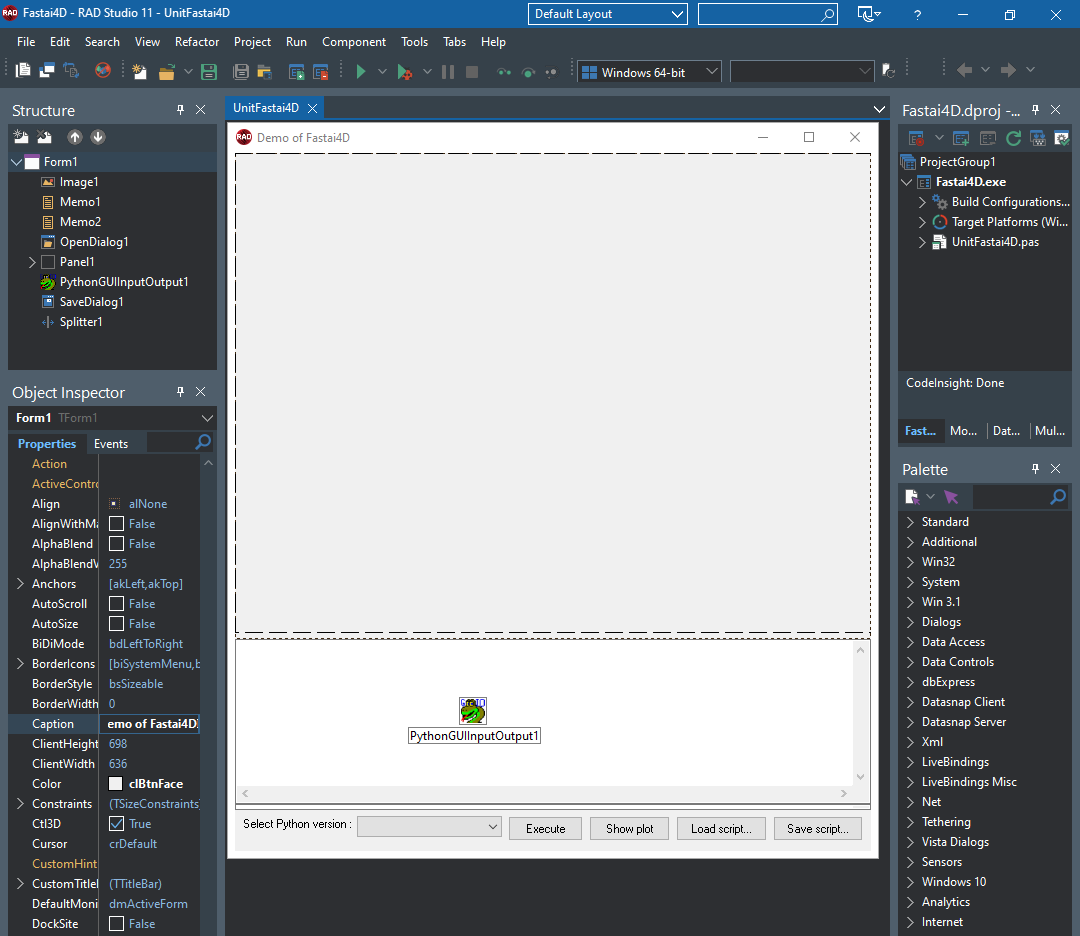 RAD Fastai4D - RAD Studio 11 - UnitFastai4D
Default Layout
?
File Edit Search View Refactor Project Run Component Tools Tabs Help
Windows 64-bit
Structure
Form1
Image1
Memo1
Memo2
OpenDialog1
Panel1
PythonGUIInputOutput1
SaveDialog1
Splitter1
Object Inspector
Form1 TForm1
Properties Events
Action
ActiveContro
Align alNone
AlignWithMa False
AlphaBlend False
AlphaBlendV 255
Anchors [akLeft,akTop]
AutoScroll False
AutoSize False
BiDiMode bdLeftToRight
BorderIcons [biSystemMenu,b
BorderStyle bsSizeable
BorderWidth 0
Caption emo of Fastai4D
ClientHeight 698
ClientWidth 636
Color clBtnFace
Constraints (TSizeConstraints)
Ctl3D True
Cursor crDefault
CustomHint
CustomTitleB (TTitleBar)
DefaultMoni dmActiveForm
DockSite False
UnitFastai4D
RAD Demo of Fastai4D
PythonGUIInputOutput1
Select Python version :
Execute
Show plot
Load script...
Save script...
Fastai4D.dproj -...
ProjectGroup1
Fastai4D.exe
Build Configurations...
Target Platforms (Wi...
UnitFastai4D.pas
CodeInsight: Done
Fast... Mo... Dat... Mul...
Palette
Standard
Additional
Win32
System
Win 3.1
Dialogs
Data Access
Data Controls
dbExpress
Datasnap Client
Datasnap Server
Xml
LiveBindings
LiveBindings Misc
Net
Tethering
Vista Dialogs
Sensors
Windows 10
Analytics
Internet